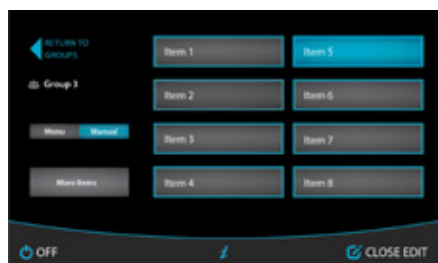 RETURN TO
GROUPS
Group 3
Menu Manual
More Items
Item 1
Item 2
Item 3
Item 4
Item 5
Item 6
Item 7
Item 8
OFF
i
CLOSE EDIT